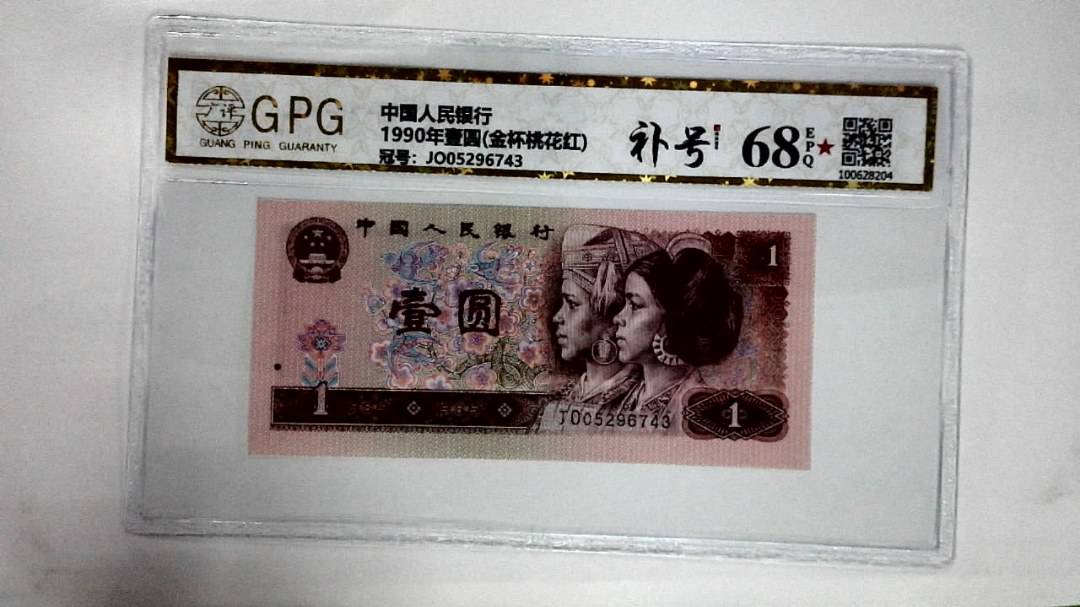 广评
GPG
GUANG PING GUARANTY
中国人民银行
1990年壹圆(金杯桃花红)
冠号：JO05296743
补号
68
EPQ
100628204
中国人民银行
壹圆
1
1
JO05296743
1